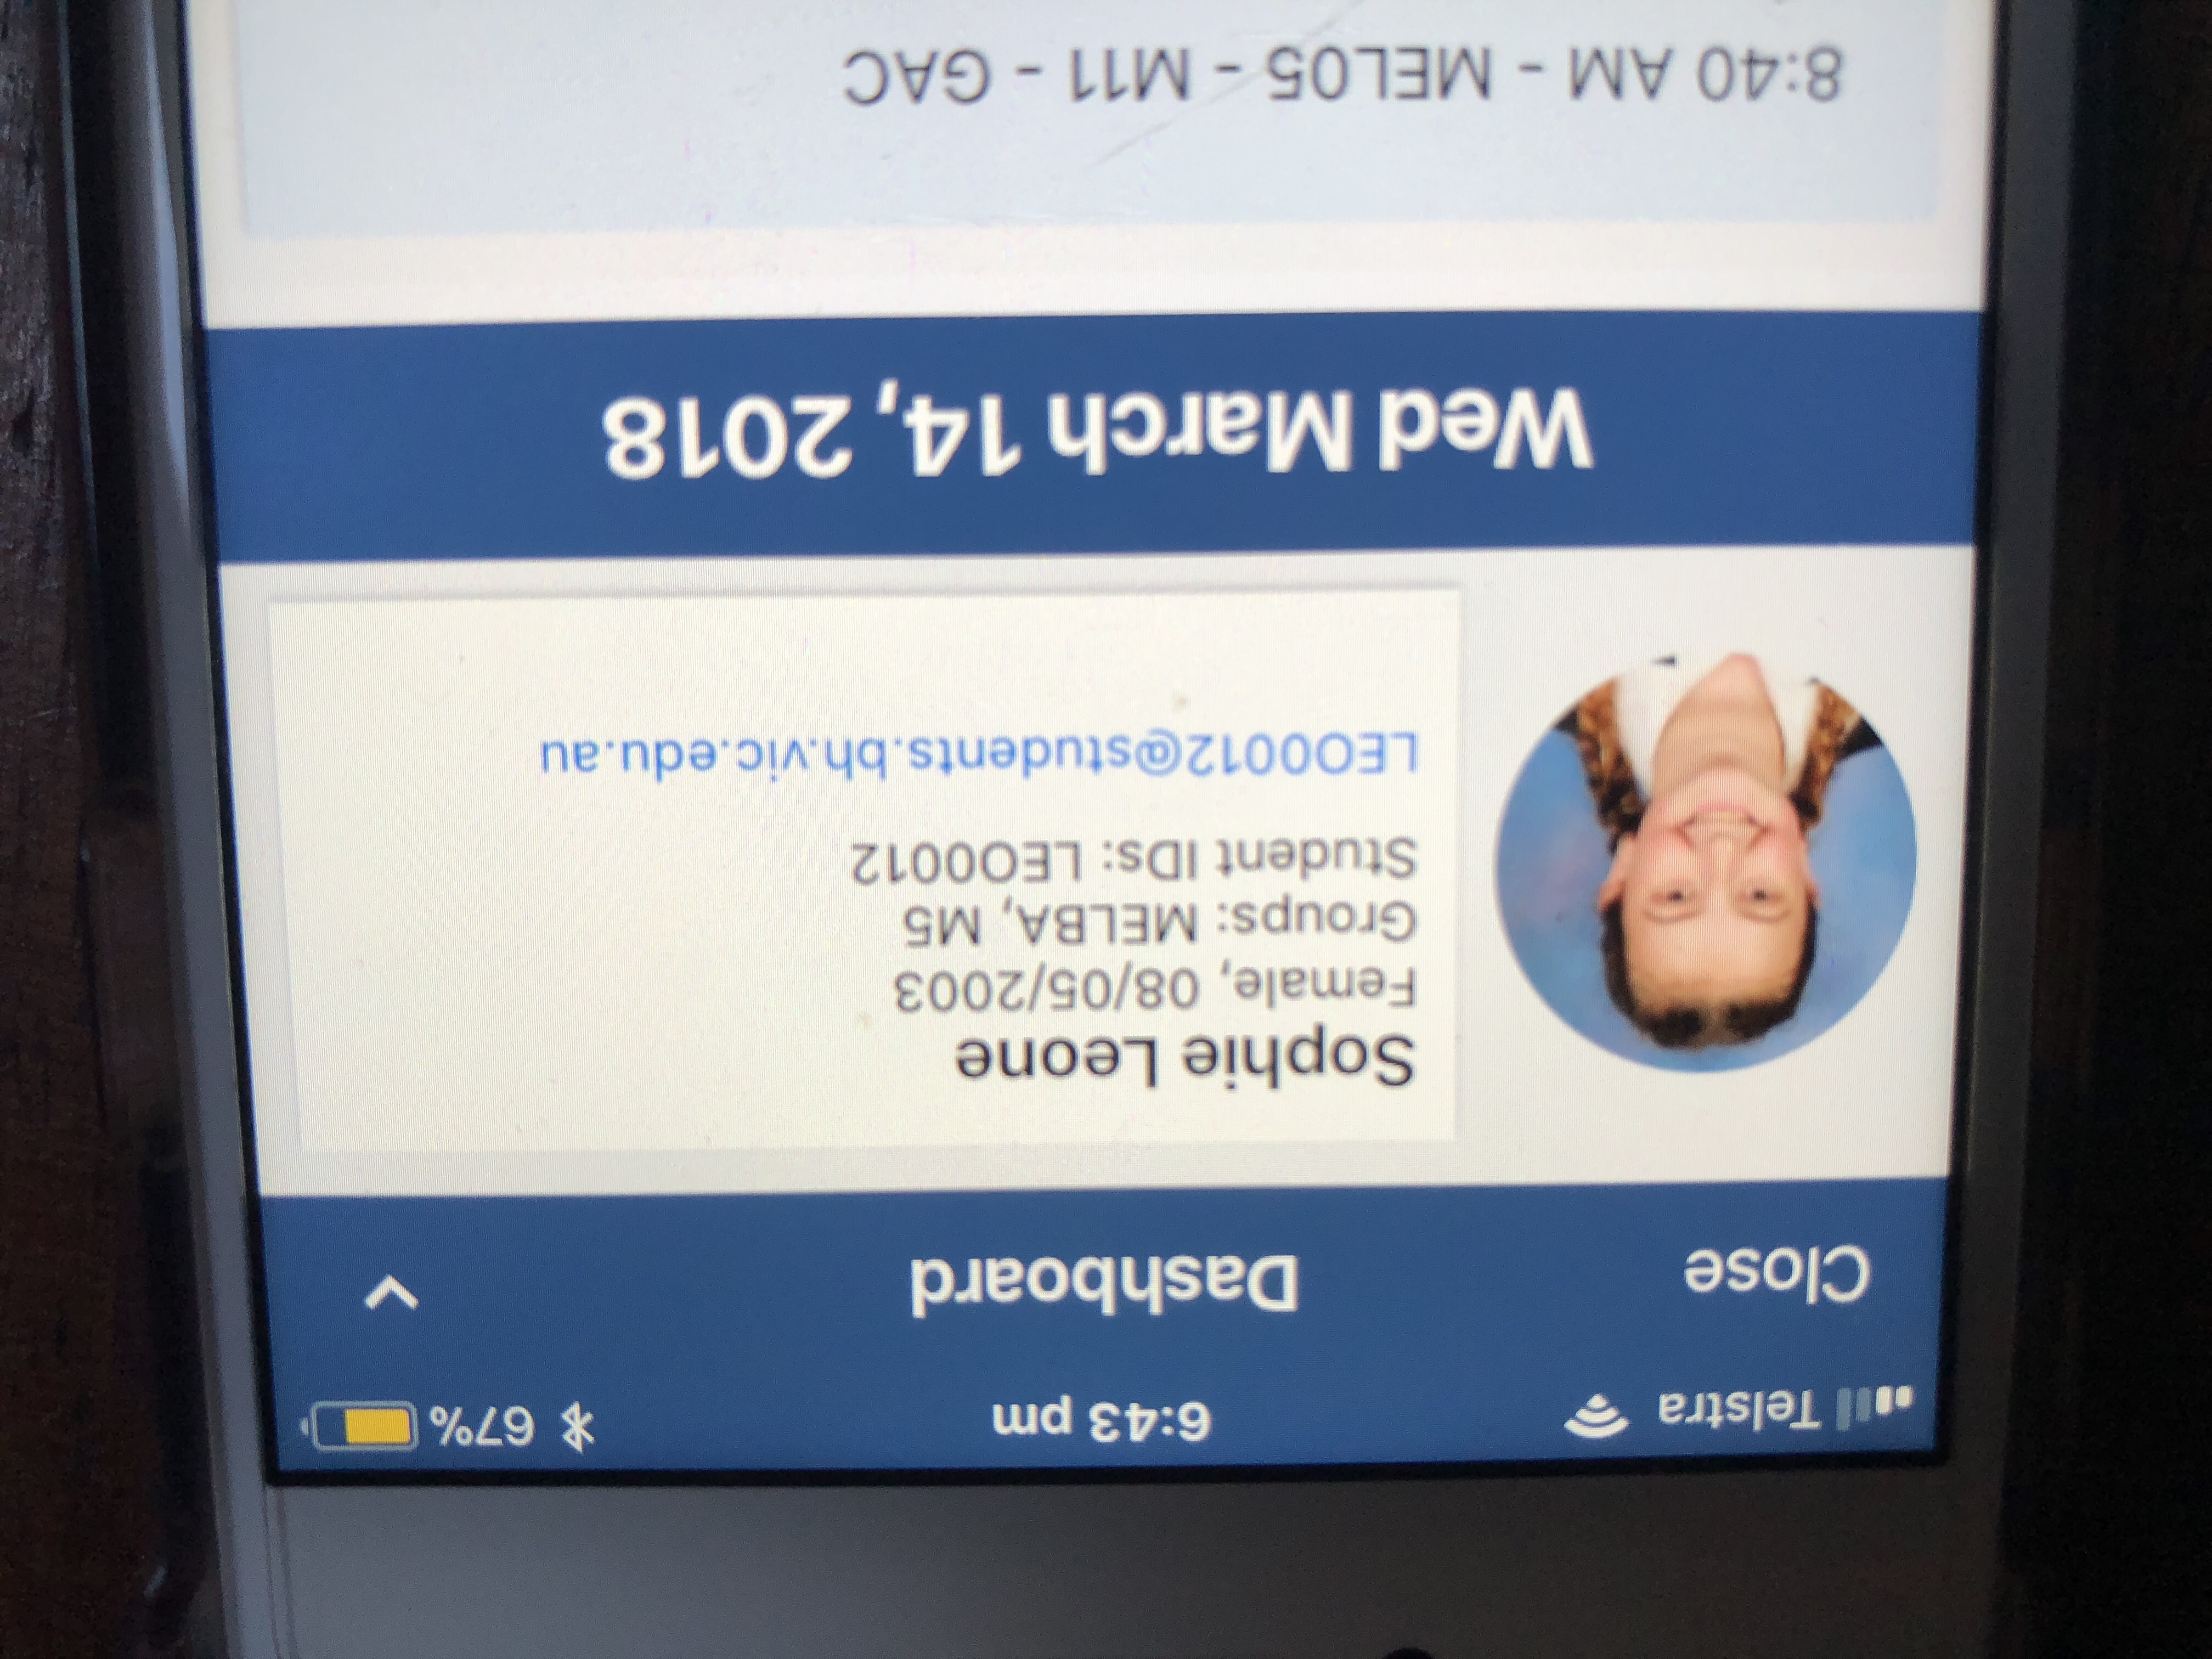 Telstra 6:43 pm 67%
Close Dashboard
Sophie Leone
Female, 08/05/2003
Groups: MELBA, M5
Student IDs: LEO0012
LEO0012@students.bh.vic.edu.au
Wed March 14, 2018
8:40 AM - MEL05 - M11 - GAC